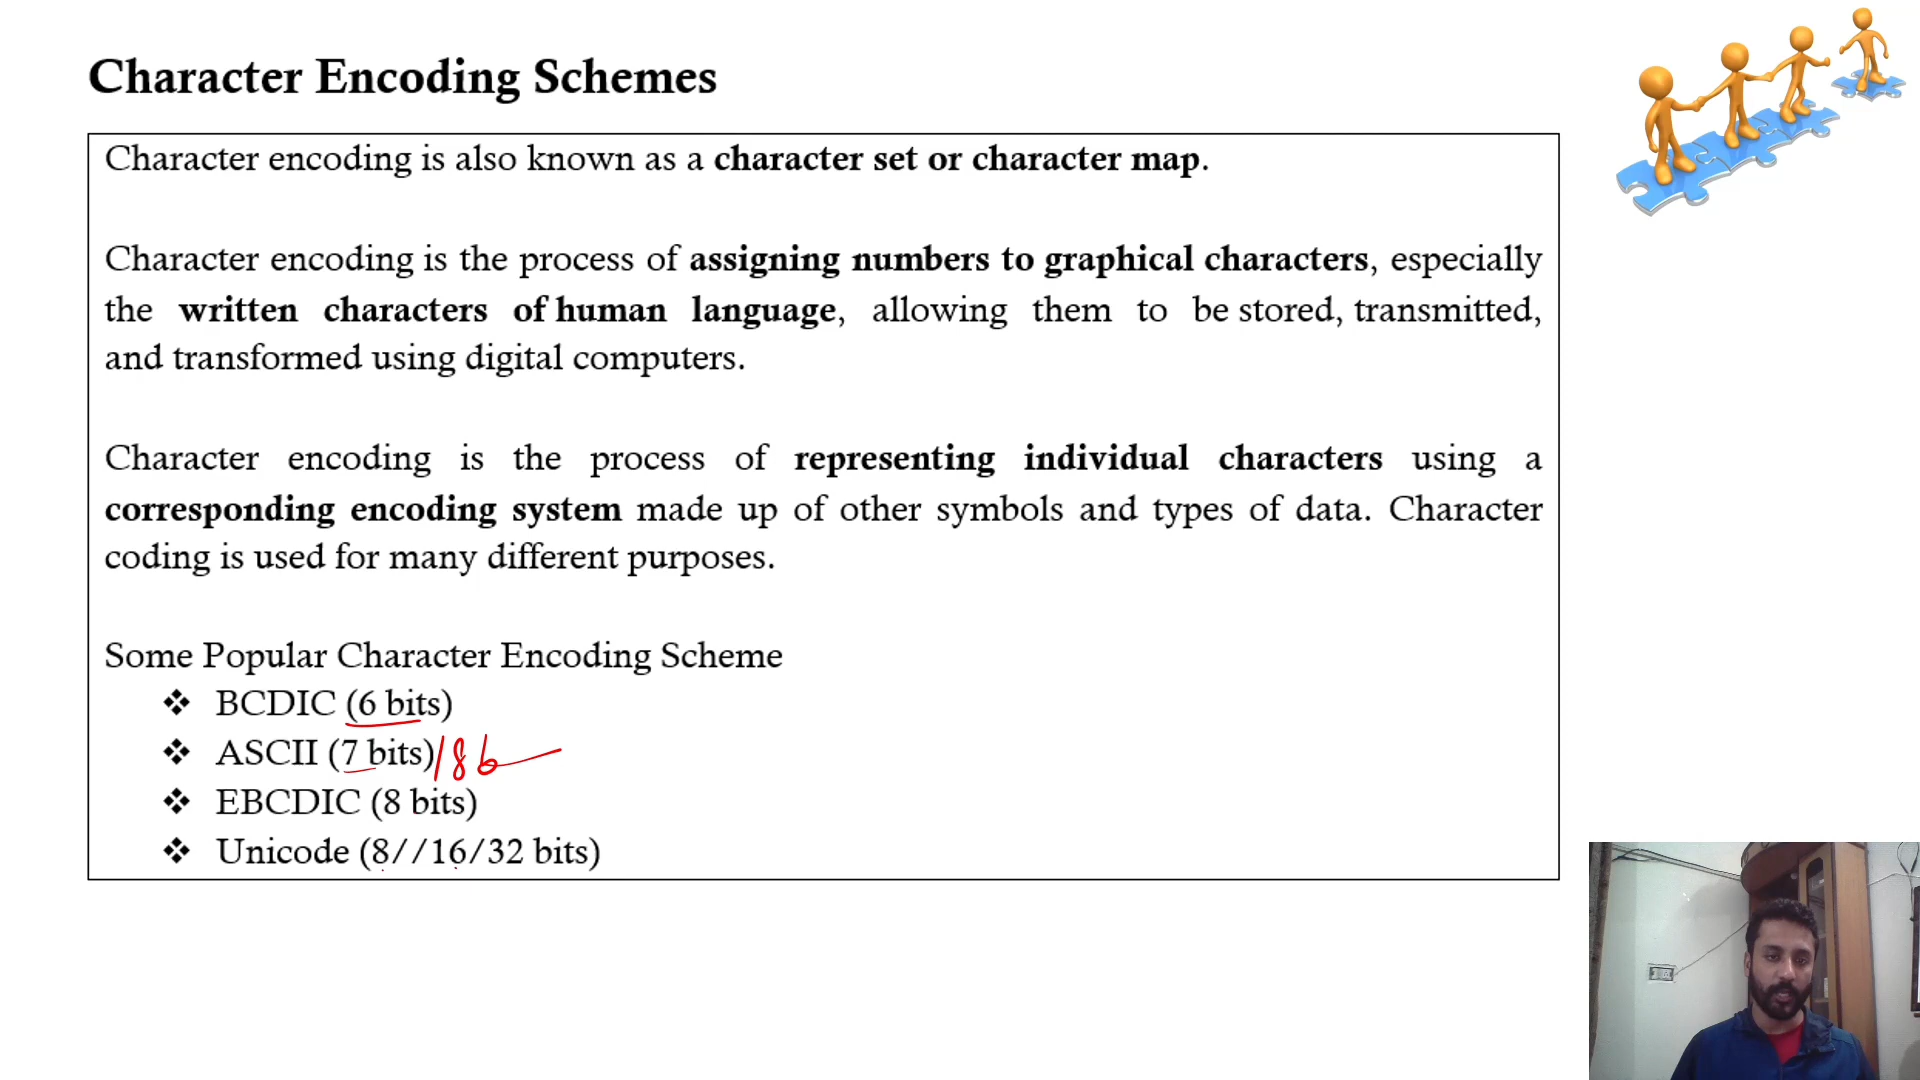 Character Encoding Schemes
Character encoding is also known as a character set or character map.
Character encoding is the process of assigning numbers to graphical characters, especially
the written characters of human language, allowing them to be stored, transmitted,
and transformed using digital computers.
Character encoding is the process of representing individual characters using a
corresponding encoding system made up of other symbols and types of data. Character
coding is used for many different purposes.
Some Popular Character Encoding Scheme
❖ BCDIC (6 bits)
❖ ASCII (7 bits)/8b
❖ EBCDIC (8 bits)
❖ Unicode (8//16/32 bits)